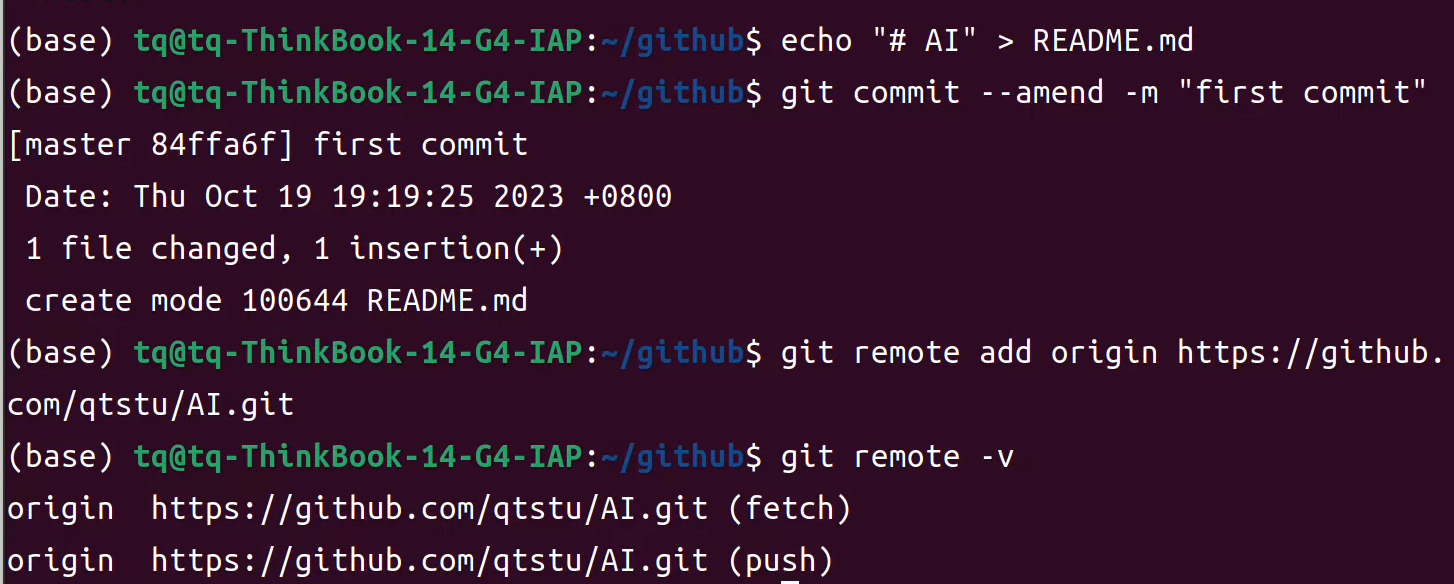 (base) tq@tq-ThinkBook-14-G4-IAP:~/github$ echo "# AI" > README.md
(base) tq@tq-ThinkBook-14-G4-IAP:~/github$ git commit --amend -m "first commit"
[master 84ffa6f] first commit
 Date: Thu Oct 19 19:19:25 2023 +0800
 1 file changed, 1 insertion(+)
 create mode 100644 README.md
(base) tq@tq-ThinkBook-14-G4-IAP:~/github$ git remote add origin https://github.
com/qtstu/AI.git
(base) tq@tq-ThinkBook-14-G4-IAP:~/github$ git remote -v
origin  https://github.com/qtstu/AI.git (fetch)
origin  https://github.com/qtstu/AI.git (push)